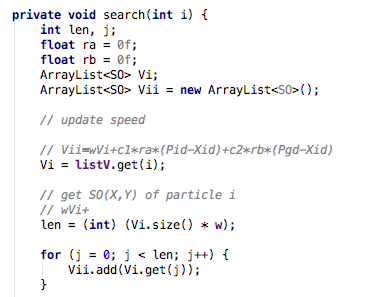 private void search(int i) {
int len, j;
float ra = 0f;
float rb = 0f;
ArrayList<SO> Vi;
ArrayList<SO> Vii = new ArrayList<SO>();
// update speed
// Vii=wVi+c1*ra*(Pid-Xid)+c2*rb*(Pgd-Xid)
Vi = listV.get(i);
// get SO(X,Y) of particle i
// wVi+
len = (int) (Vi.size() * w);
for (j = 0; j < len; j++) {
Vii.add(Vi.get(j));
}